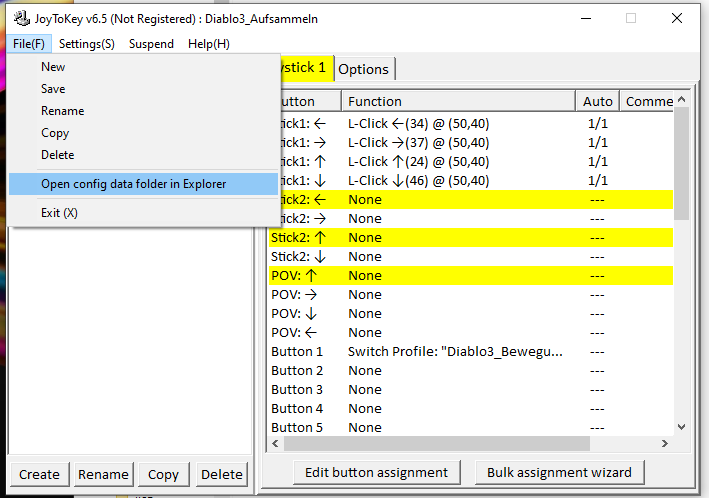 JoyToKey v6.5 (Not Registered) : Diablo3_Aufsammeln
File(F) Settings(S) Suspend Help(H)
New
Save
Rename
Copy
Delete
Open config data folder in Explorer
Exit (X)
ystick 1 Options
utton Function Auto Comme
tick1: ← L-Click ←(34) @ (50,40) 1/1
tick1: → L-Click →(37) @ (50,40) 1/1
tick1: ↑ L-Click ↑(24) @ (50,40) 1/1
tick1: ↓ L-Click ↓(46) @ (50,40) 1/1
Stick2: ← None ---
Stick2: → None ---
Stick2: ↑ None ---
Stick2: ↓ None ---
POV: ↑ None ---
POV: → None ---
POV: ↓ None ---
POV: ← None ---
Button 1 Switch Profile: "Diablo3_Bewegu... ---
Button 2 None ---
Button 3 None ---
Button 4 None ---
Button 5 None ---
Create Rename Copy Delete
Edit button assignment Bulk assignment wizard